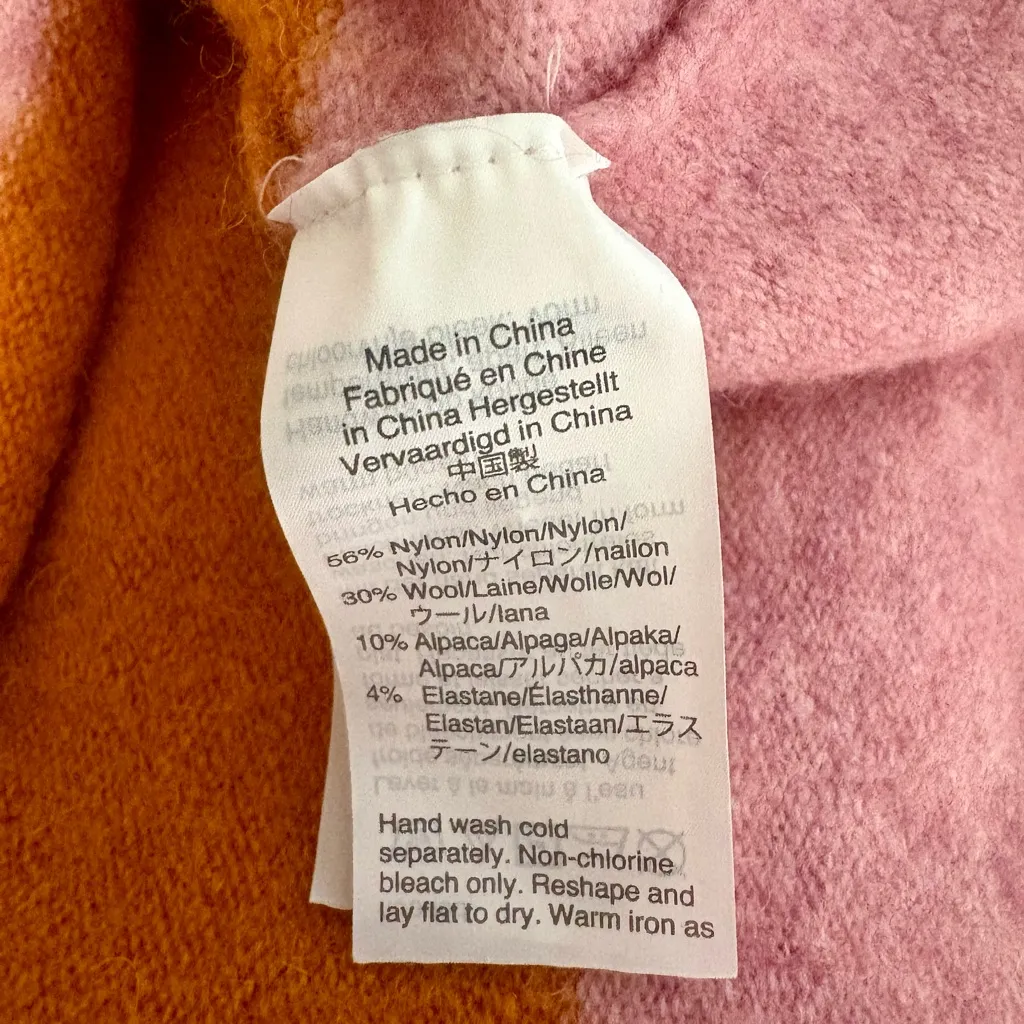 Made in China
Fabriqué en Chine
in China Hergestellt
Vervaardigd in China
中国製
Hecho en China
56% Nylon/Nylon/Nylon/
Nylon/ナイロン/nailon
30% Wool/Laine/Wolle/Wol/
ウール/lana
10% Alpaca/Alpaga/Alpaka/
Alpaca/アルパカ/alpaca
4% Elastane/Élasthanne/
Elastan/Elastaan/エラス
テーン/elastano
Hand wash cold
separately. Non-chlorine
bleach only. Reshape and
lay flat to dry. Warm iron as